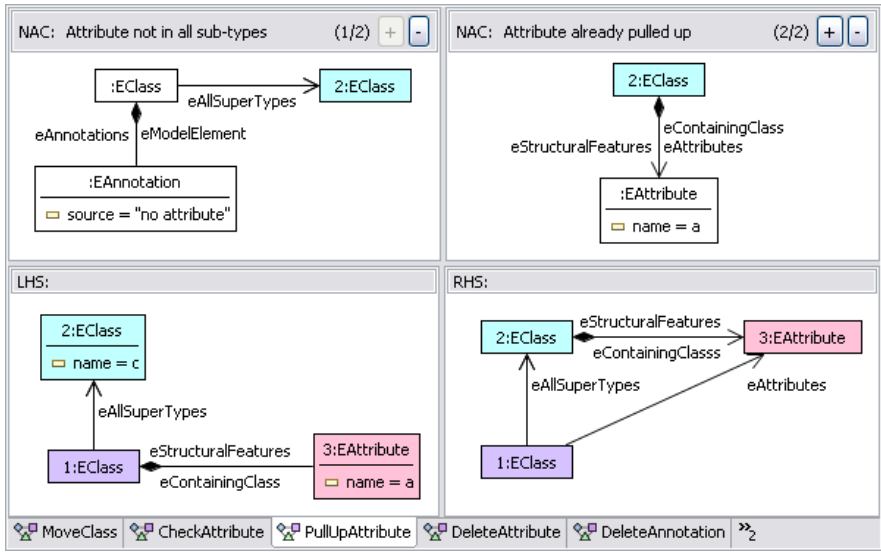 NAC: Attribute not in all sub-types (1/2) + -
:EClass
eAllSuperTypes
2:EClass
eAnnotations eModelElement
:EAnnotation
source = "no attribute"
NAC: Attribute already pulled up (2/2) + -
2:EClass
eContainingClass
eStructuralFeatures eAttributes
:EAttribute
name = a
LHS:
2:EClass
name = c
eAllSuperTypes
1:EClass
eStructuralFeatures
eContainingClass
3:EAttribute
name = a
RHS:
2:EClass
eStructuralFeatures
eContainingClasss
3:EAttribute
eAllSuperTypes
eAttributes
1:EClass
MoveClass CheckAttribute PullUpAttribute DeleteAttribute DeleteAnnotation »2